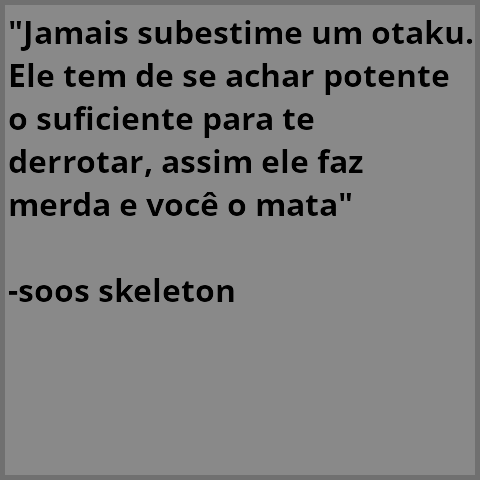 "Jamais subestime um otaku.
Ele tem de se achar potente
o suficiente para te
derrotar, assim ele faz
merda e você o mata"
-soos skeleton